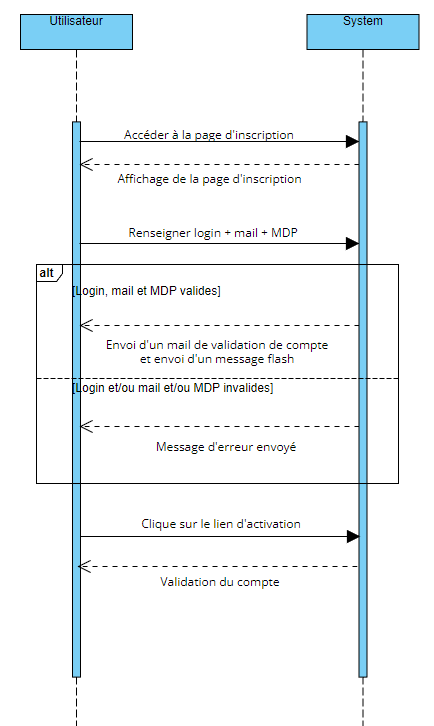 Utilisateur
System
Accéder à la page d'inscription
Affichage de la page d'inscription
Renseigner login + mail + MDP
alt
[Login, mail et MDP valides]
Envoi d'un mail de validation de compte
et envoi d'un message flash
[Login et/ou mail et/ou MDP invalides]
Message d'erreur envoyé
Clique sur le lien d'activation
Validation du compte